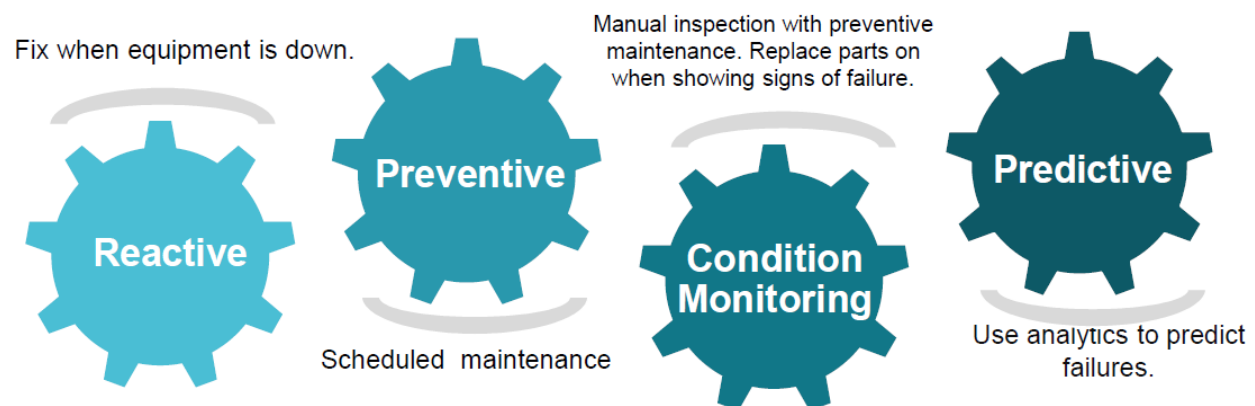 Fix when equipment is down.
Reactive
Preventive
Scheduled maintenance
Manual inspection with preventive
maintenance. Replace parts on
when showing signs of failure.
Condition
Monitoring
Predictive
Use analytics to predict
failures.